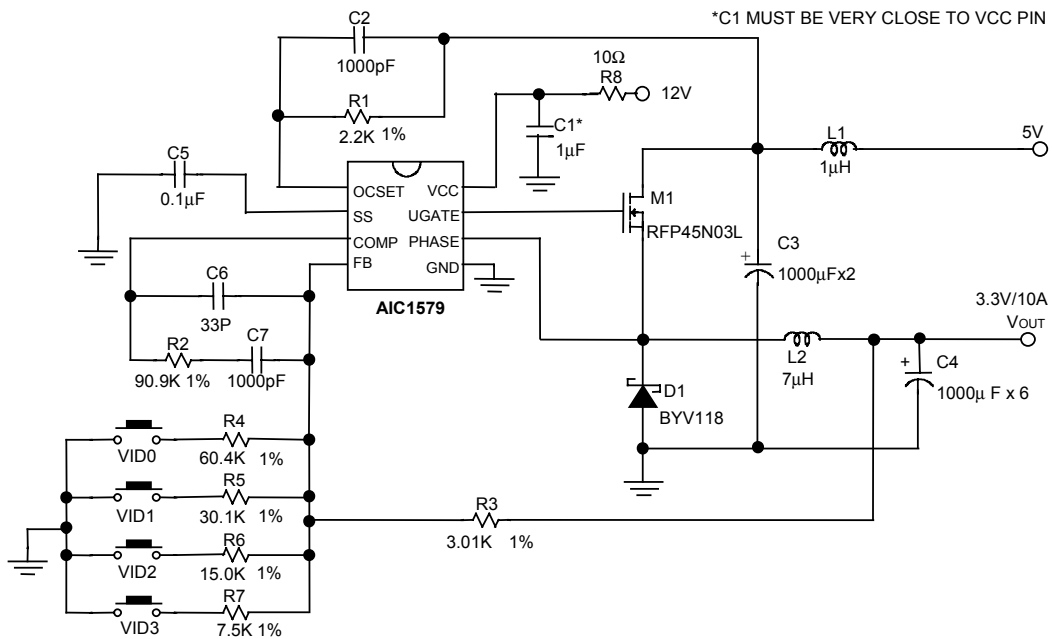 *C1 MUST BE VERY CLOSE TO VCC PIN
C2
1000pF
R1
2.2K 1%
10Ω
R8
12V
C1*
1μF
L1
1μH
5V
C5
0.1μF
OCSET
VCC
SS
UGATE
COMP
PHASE
FB
GND
AIC1579
M1
RFP45N03L
C3
+
1000μFx2
3.3V/10A
VOUT
C6
33P
R2
C7
90.9K 1%
1000pF
L2
7μH
+
C4
1000μ F x 6
D1
BYV118
R4
VID0
60.4K 1%
R5
VID1
30.1K 1%
R3
3.01K 1%
R6
VID2
15.0K 1%
R7
VID3
7.5K 1%